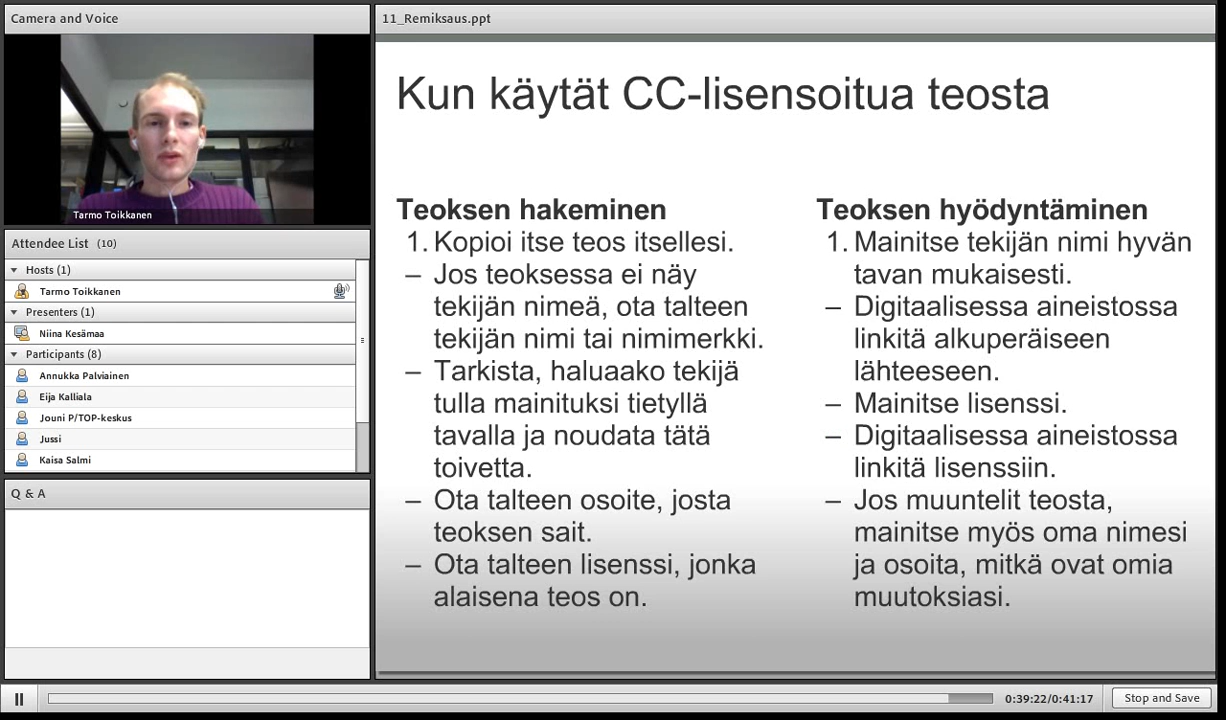 Camera and Voice
Tarmo Toikkanen
Attendee List (10)
Hosts (1)
Tarmo Toikkanen
Presenters (1)
Niina Kesämaa
Participants (8)
Annukka Palviainen
Eija Kalliala
Jouni P/TOP-keskus
Jussi
Kaisa Salmi
Q & A
11_Remiksaus.ppt
Kun käytät CC-lisensoitua teosta
Teoksen hakeminen
1. Kopioi itse teos itsellesi.
– Jos teoksessa ei näy
tekijän nimeä, ota talteen
tekijän nimi tai nimimerkki.
– Tarkista, haluaako tekijä
tulla mainituksi tietyllä
tavalla ja noudata tätä
toivetta.
– Ota talteen osoite, josta
teoksen sait.
– Ota talteen lisenssi, jonka
alaisena teos on.
Teoksen hyödyntäminen
1. Mainitse tekijän nimi hyvän
tavan mukaisesti.
– Digitaalisessa aineistossa
linkitä alkuperäiseen
lähteeseen.
– Mainitse lisenssi.
– Digitaalisessa aineistossa
linkitä lisenssiin.
– Jos muuntelit teosta,
mainitse myös oma nimesi
ja osoita, mitkä ovat omia
muutoksiasi.
0:39:22/0:41:17
Stop and Save